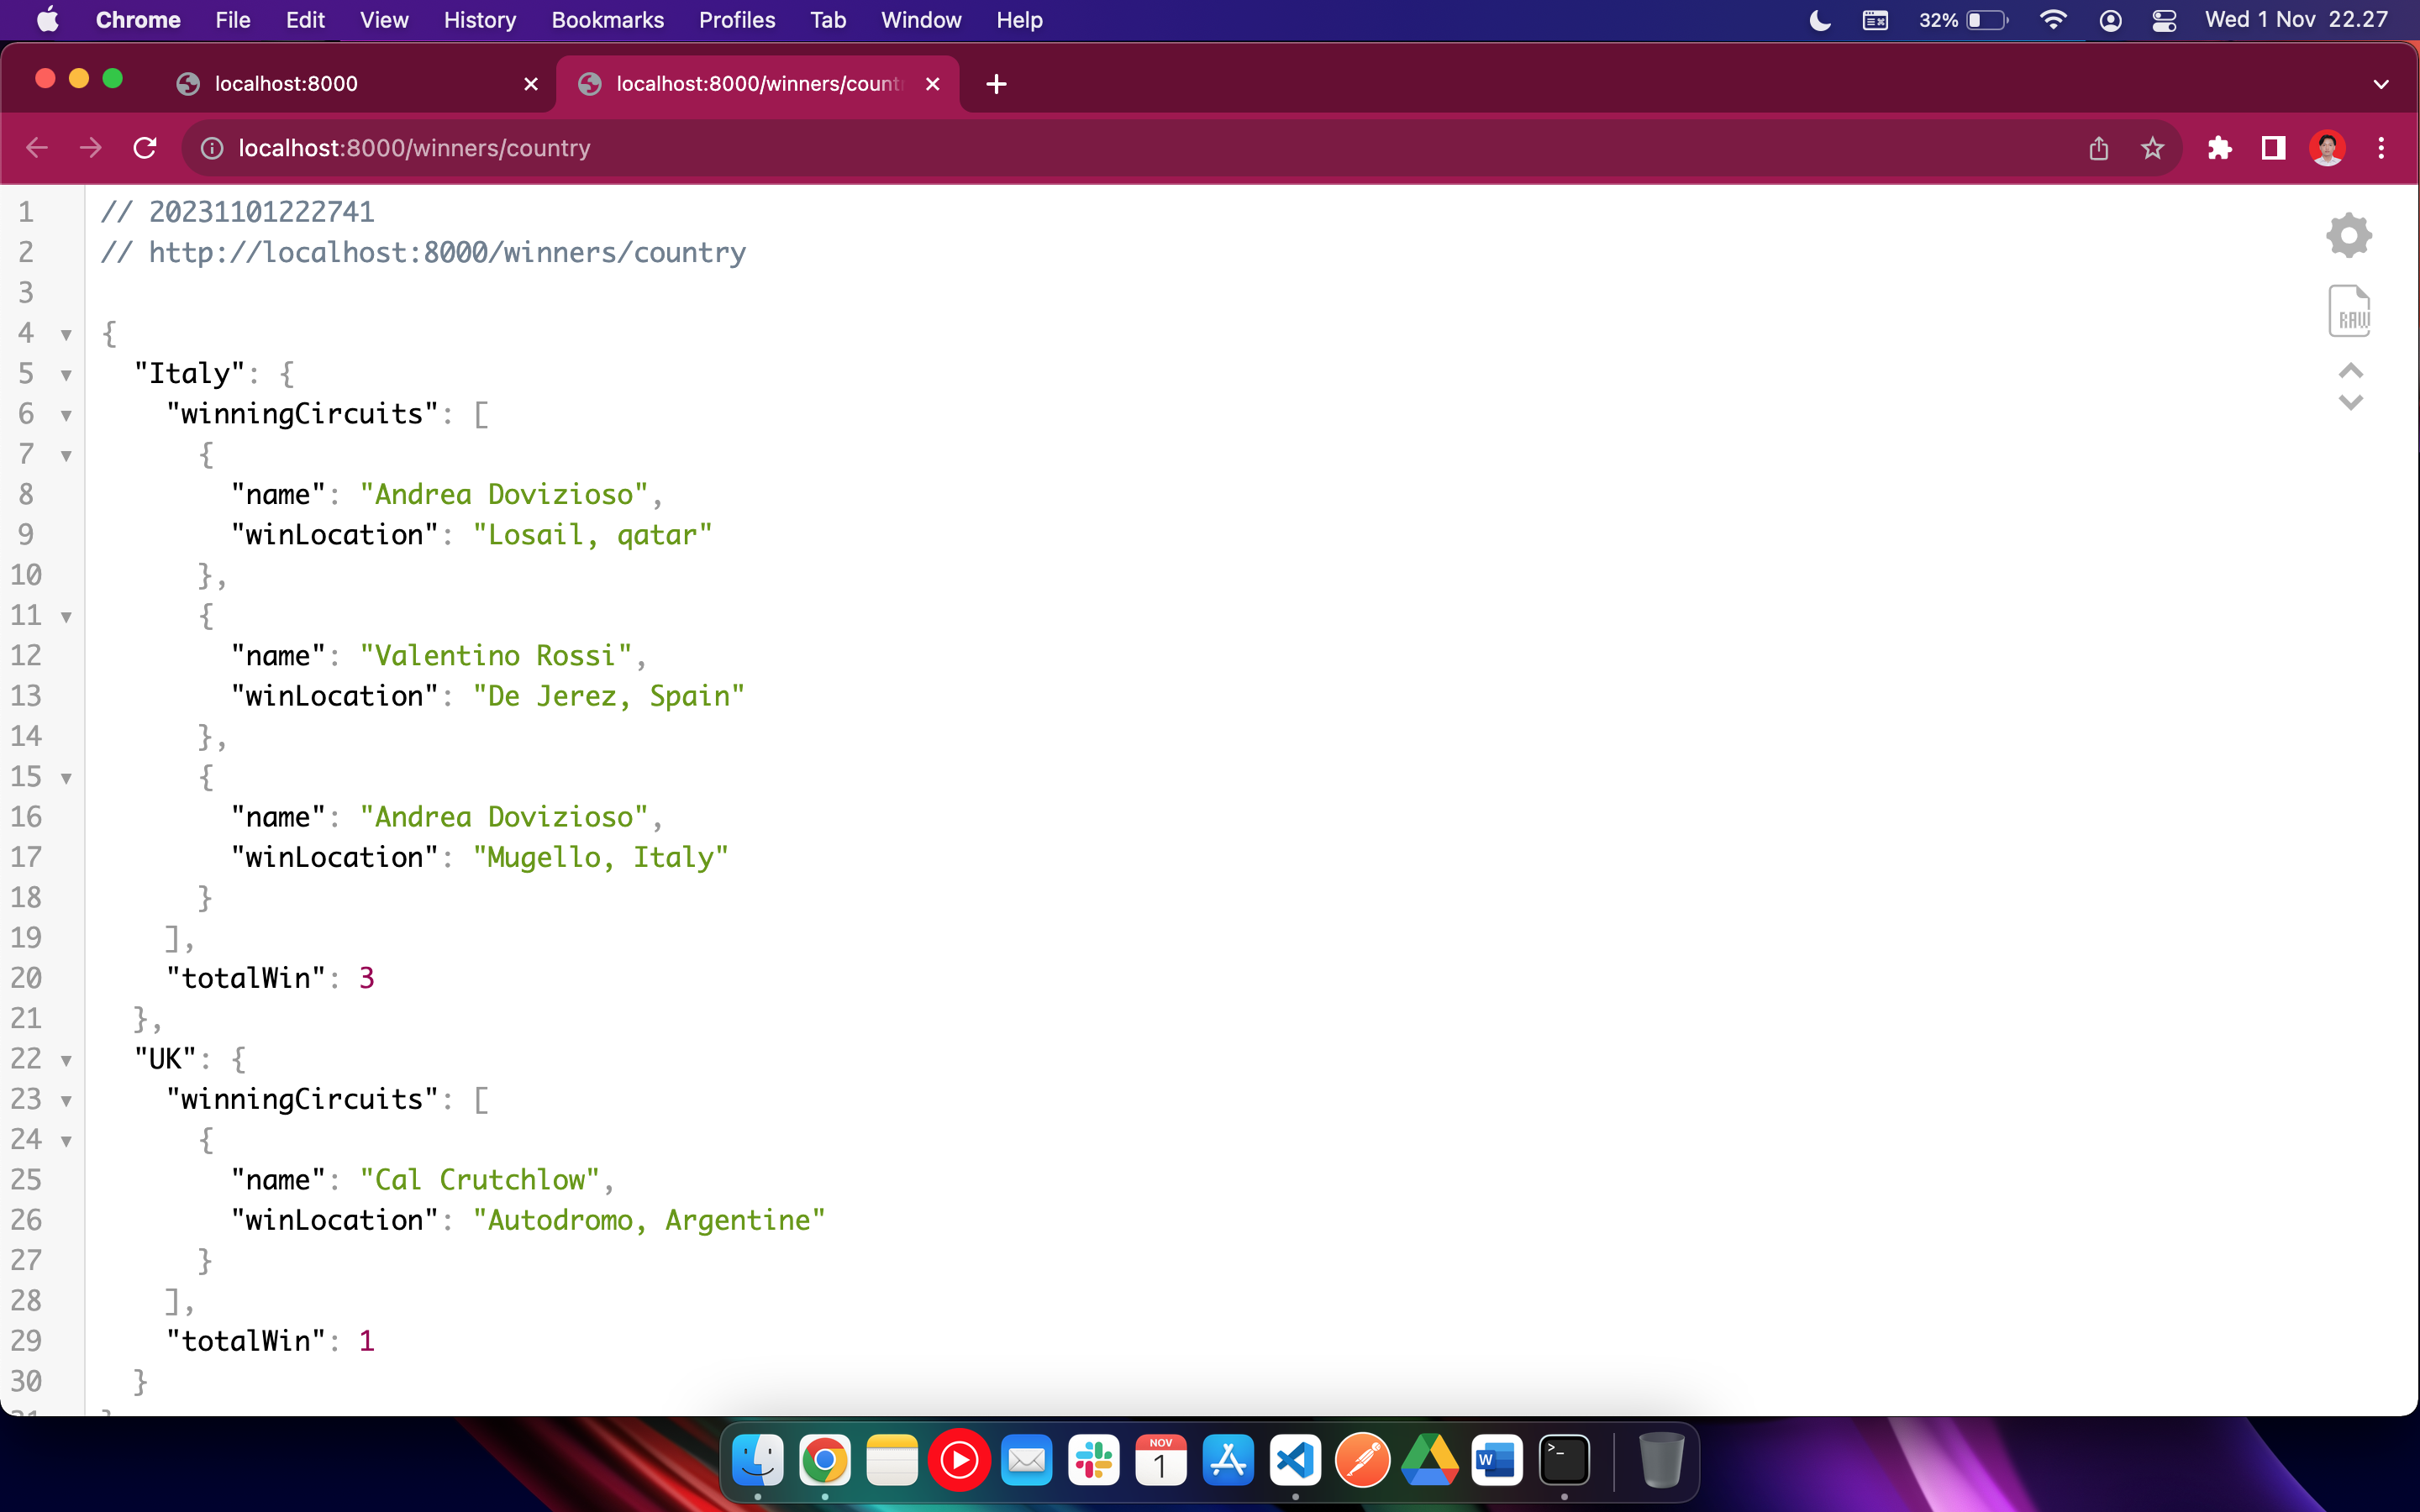 Chrome File Edit View History Bookmarks Profiles Tab Window Help 32% Wed 1 Nov 22.27
localhost:8000 localhost:8000/winners/count
localhost:8000/winners/country
1 // 20231101222741
2 // http://localhost:8000/winners/country
3
4 {
5 "Italy": {
6 "winningCircuits": [
7 {
8 "name": "Andrea Dovizioso",
9 "winLocation": "Losail, qatar"
10 },
11 {
12 "name": "Valentino Rossi",
13 "winLocation": "De Jerez, Spain"
14 },
15 {
16 "name": "Andrea Dovizioso",
17 "winLocation": "Mugello, Italy"
18 }
19 ],
20 "totalWin": 3
21 },
22 "UK": {
23 "winningCircuits": [
24 {
25 "name": "Cal Crutchlow",
26 "winLocation": "Autodromo, Argentine"
27 }
28 ],
29 "totalWin": 1
30 }
RAW
NOV
1
W
>_